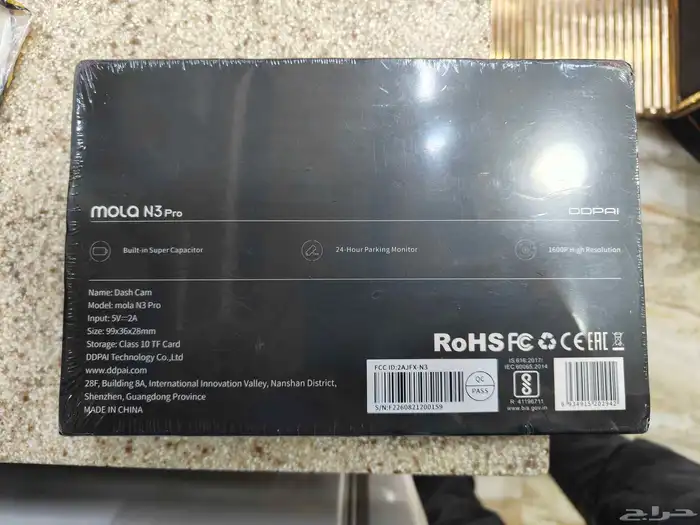 mola N3 Pro
DDPAI
Built-in Super Capacitor
24-Hour Parking Monitor
1600P High Resolution
Name: Dash Cam
Model: mola N3 Pro
Input: 5V⎓2A
Size: 99x36x28mm
Storage: Class 10 TF Card
DDPAI Technology Co.,Ltd
www.ddpai.com
28F, Building 8A, International Innovation Valley, Nanshan District,
Shenzhen, Guangdong Province
MADE IN CHINA
RoHS FC CE EAC
FCC ID:2AJFX-N3
QC
PASS
S/N:F2260821200159
IS 616:2017/
IEC 60065:2014
R-41196711
www.bis.gov.in
6 934915 202942
حراج